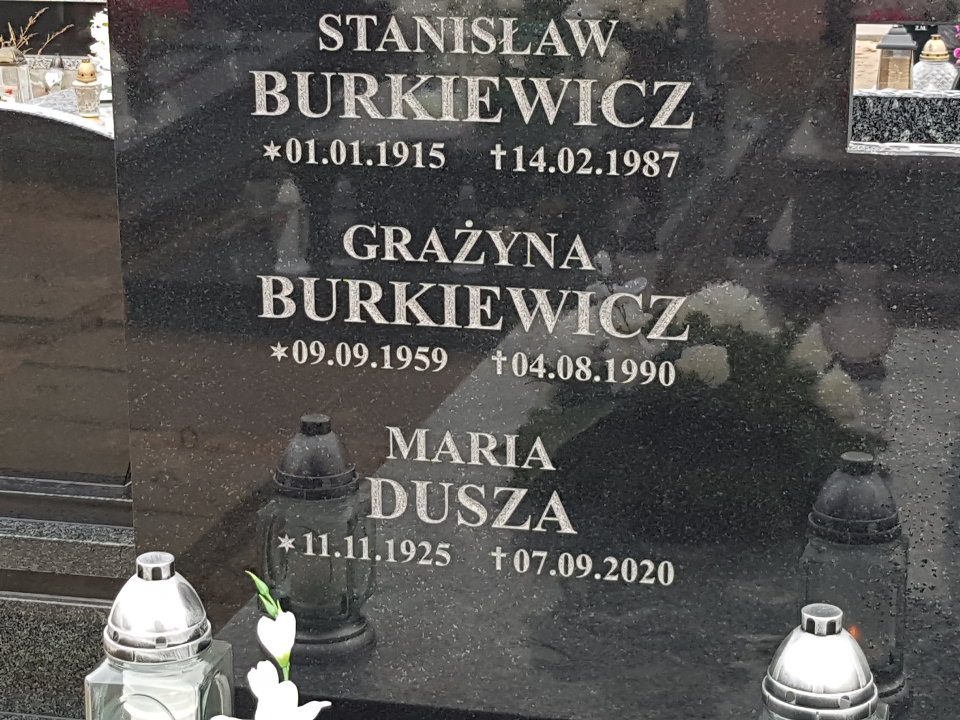 STANISŁAW
BURKIEWICZ
*01.01.1915 †14.02.1987
GRAŻYNA
BURKIEWICZ
*09.09.1959 †04.08.1990
MARIA
DUSZA
*11.11.1925 †07.09.2020